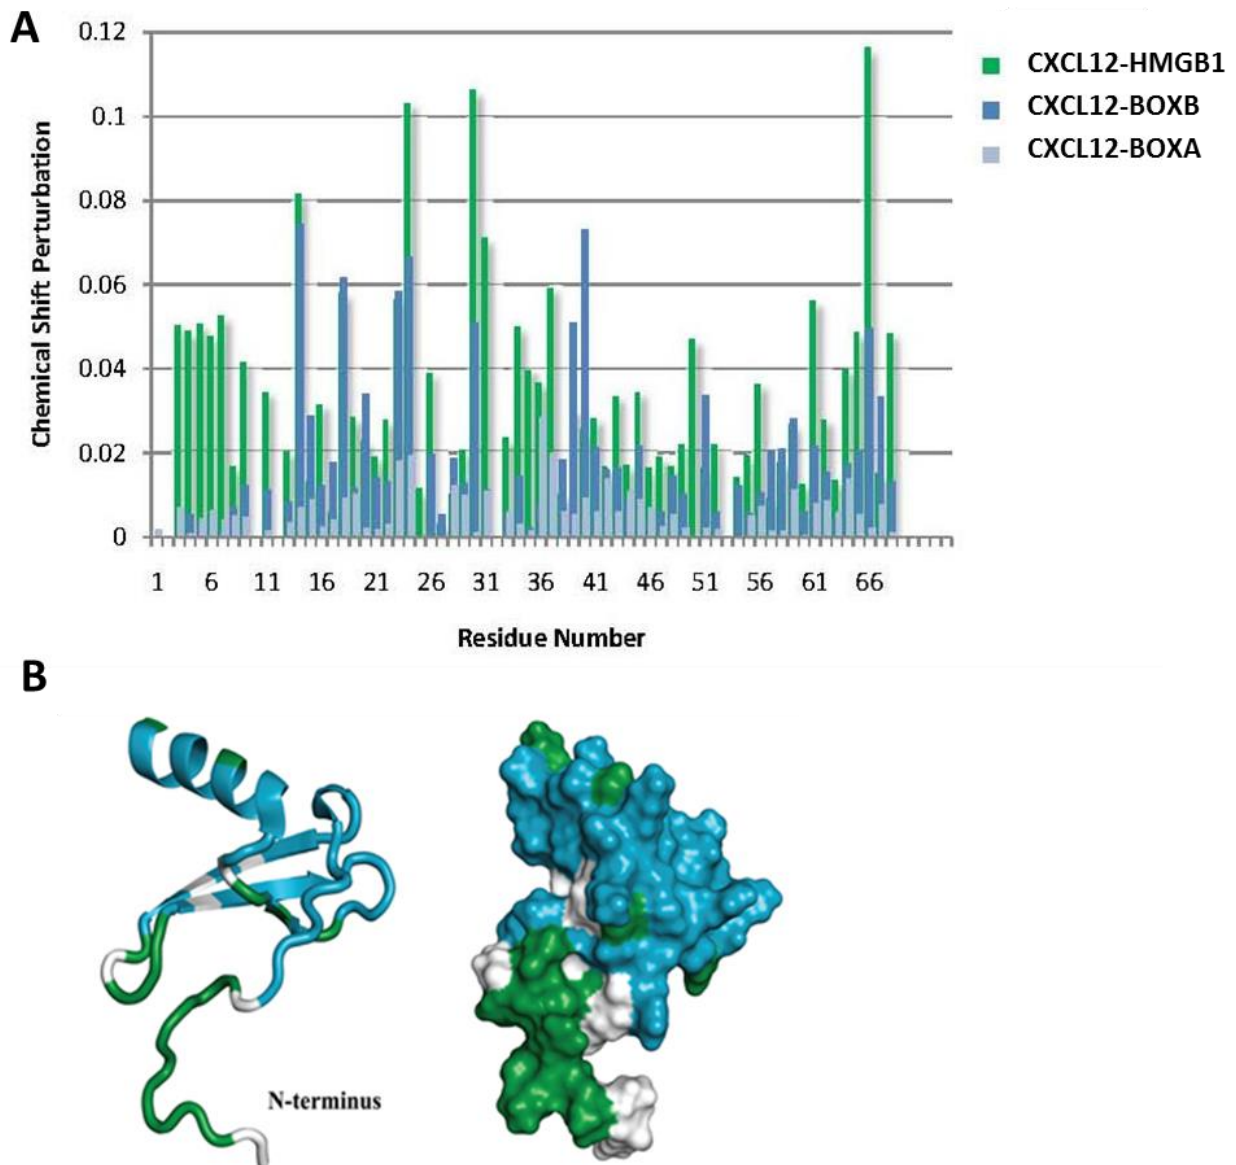 A
0.12
0.1
0.08
0.06
0.04
0.02
0
Chemical Shift Perturbation
1 6 11 16 21 26 31 36 41 46 51 56 61 66
Residue Number
CXCL12-HMGB1
CXCL12-BOXB
CXCL12-BOXA
B
N-terminus